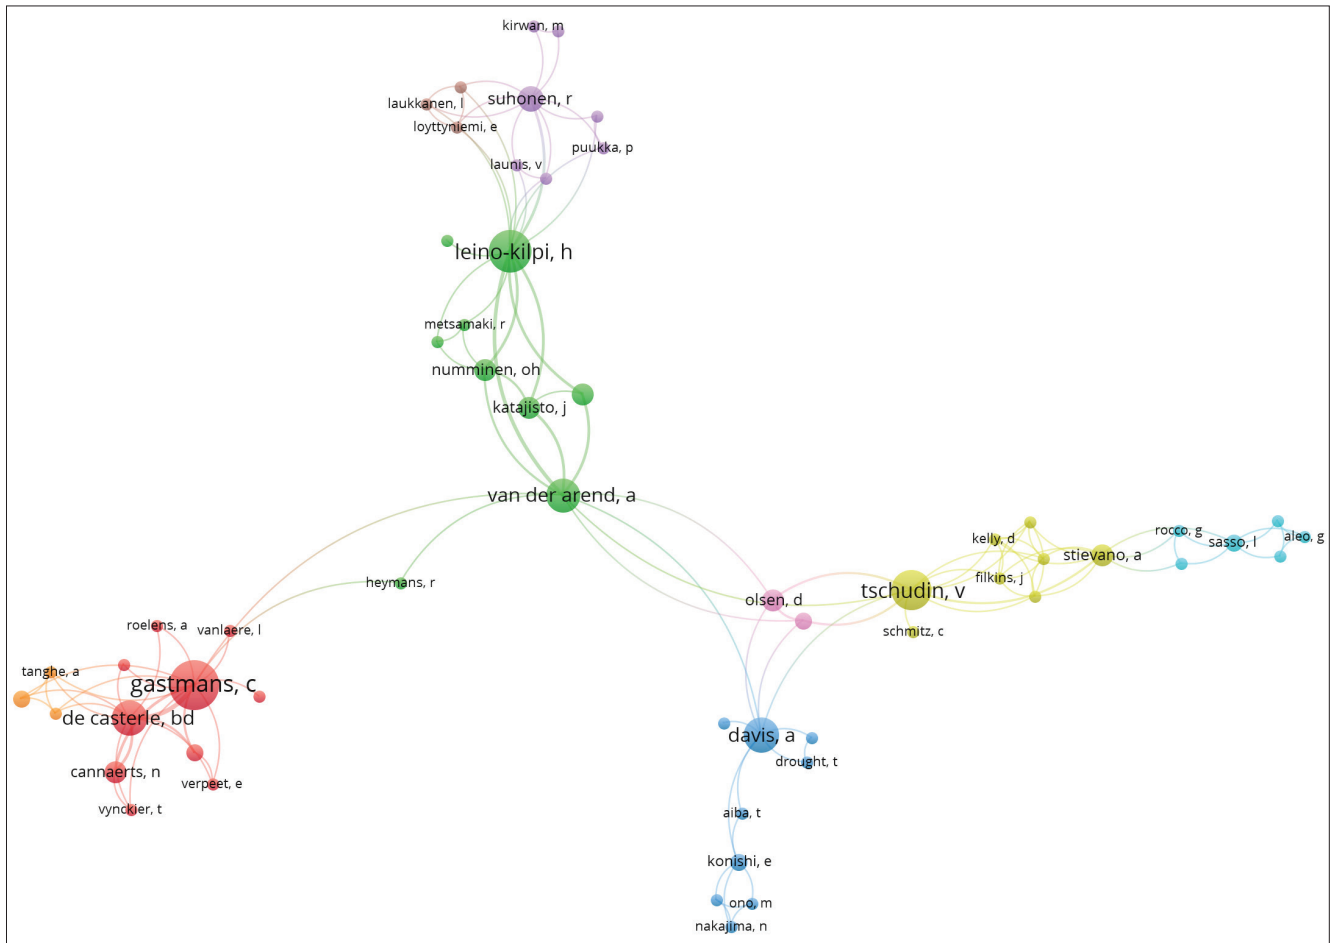 kirwan, m
suhonen, r
laukkanen, l
loyttyniemi, e
puukka, p
launis, v
leino-kilpi, h
metsamaki, r
numminen, oh
katajisto, j
van der arend, a
rocco, g
aleo, g
kelly, d
sasso, l
stievano, a
filkins, j
heymans, r
tschudin, v
olsen, d
roelens, a
vanlaere, l
schmitz, c
tanghe, a
gastmans, c
de casterle, bd
davis, a
drought, t
cannaerts, n
verpeet, e
vynckier, t
aiba, t
konishi, e
ono, m
nakajima, n